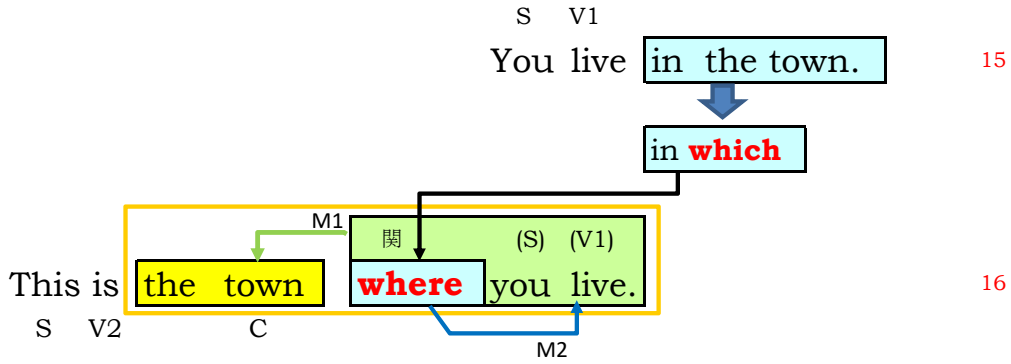 S V1
You live in the town. 15
in which
M1
関 (S) (V1)
This is the town where you live. 16
S V2 C
M2